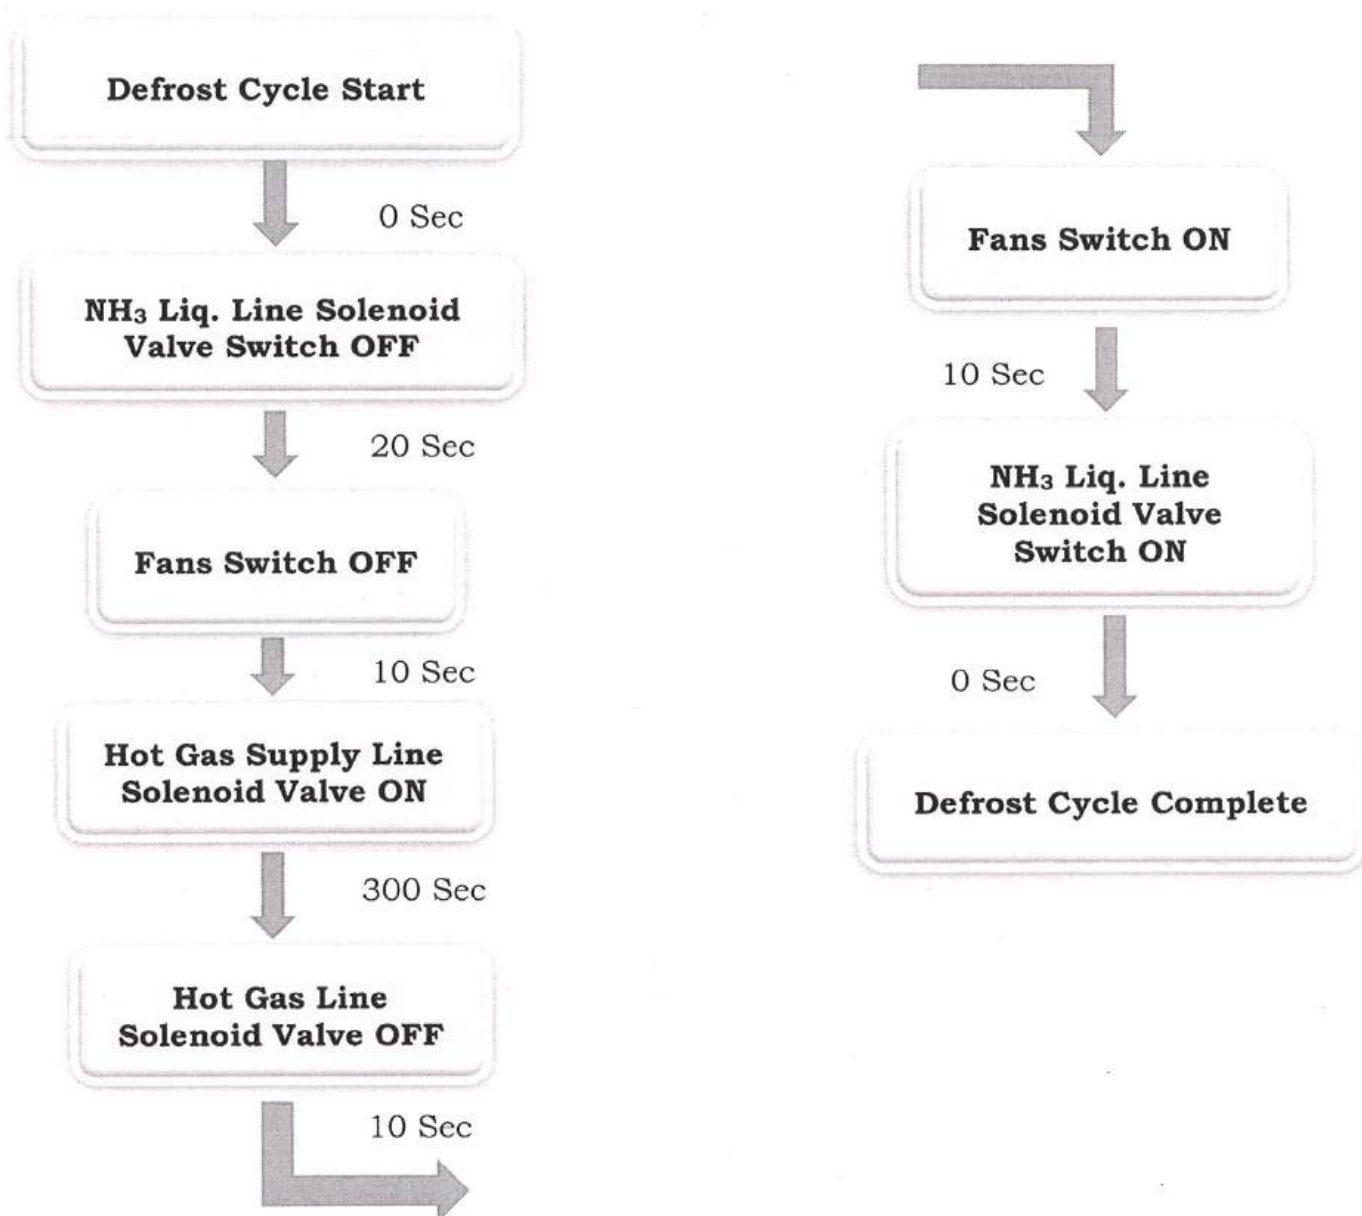 Defrost Cycle Start
0 Sec
NH₃ Liq. Line Solenoid
Valve Switch OFF
20 Sec
Fans Switch OFF
10 Sec
Hot Gas Supply Line
Solenoid Valve ON
300 Sec
Hot Gas Line
Solenoid Valve OFF
10 Sec
Fans Switch ON
10 Sec
NH₃ Liq. Line
Solenoid Valve
Switch ON
0 Sec
Defrost Cycle Complete